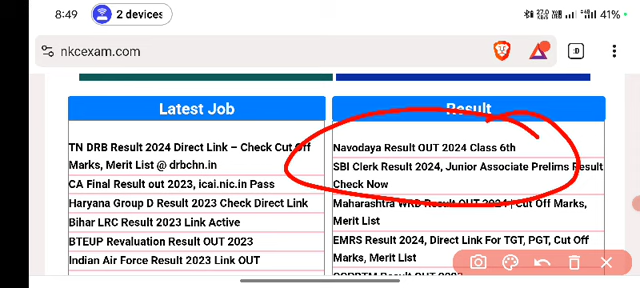 8:49
2 devices
41%
nkcexam.com
:D
Latest Job
TN DRB Result 2024 Direct Link – Check Cut Off
Marks, Merit List @ drbchn.in
CA Final Result out 2023, icai.nic.in Pass
Haryana Group D Result 2023 Check Direct Link
Bihar LRC Result 2023 Link Active
BTEUP Revaluation Result OUT 2023
Indian Air Force Result 2023 Link OUT
Result
Navodaya Result OUT 2024 Class 6th
SBI Clerk Result 2024, Junior Associate Prelims Result
Check Now
Maharashtra WRD Result OUT 2024 | Cut Off Marks,
Merit List
EMRS Result 2024, Direct Link For TGT, PGT, Cut Off
Marks, Merit List